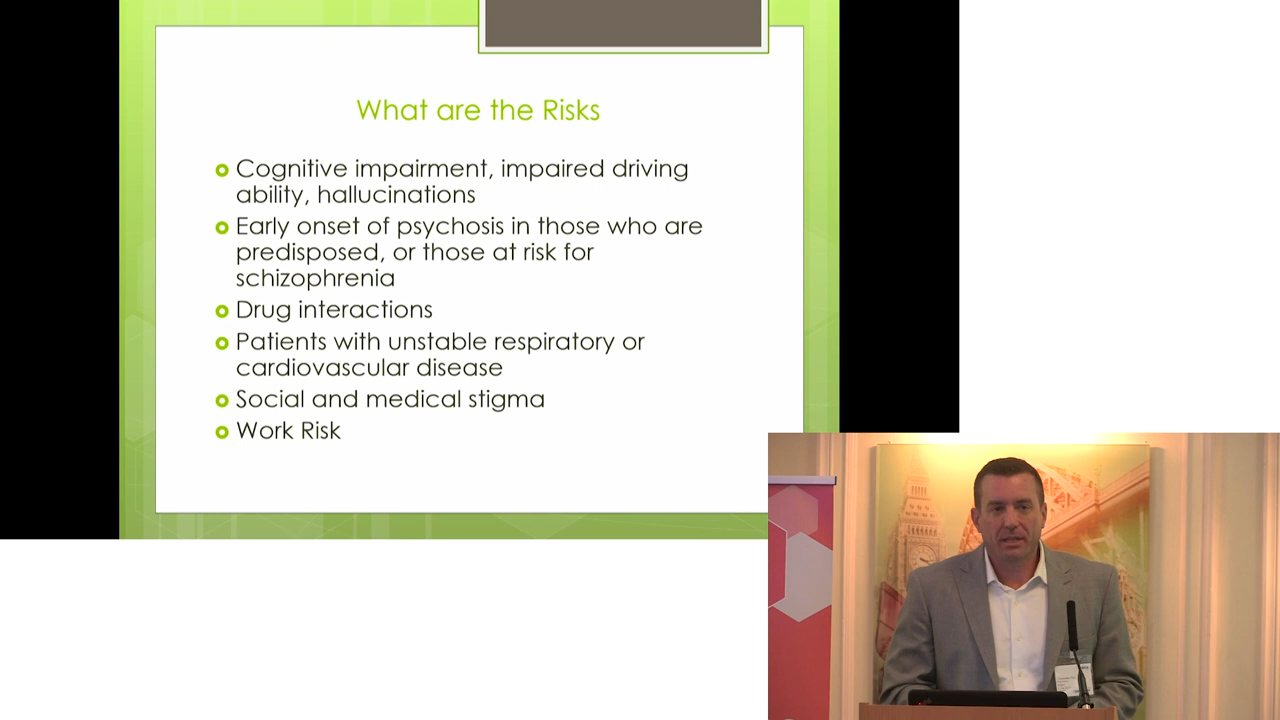 What are the Risks
Cognitive impairment, impaired driving
ability, hallucinations
Early onset of psychosis in those who are
predisposed, or those at risk for
schizophrenia
Drug interactions
Patients with unstable respiratory or
cardiovascular disease
Social and medical stigma
Work Risk